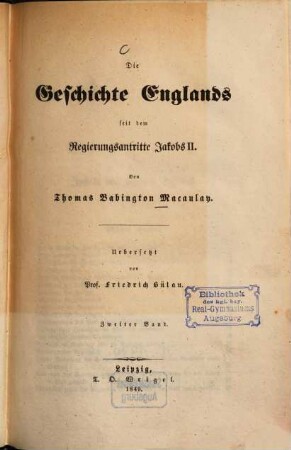 Die
Geschichte Englands
seit dem
Regierungsantritte Jakobs II.
Von
Thomas Babington Macaulay.
Uebersetzt
von
Prof. Friedrich Bülau.
Bibliothek
des kgl. bay.
Real-Gymnasiums
Augsburg
Zweiter Band.
Leipzig,
T. O. Weigel.
1849.